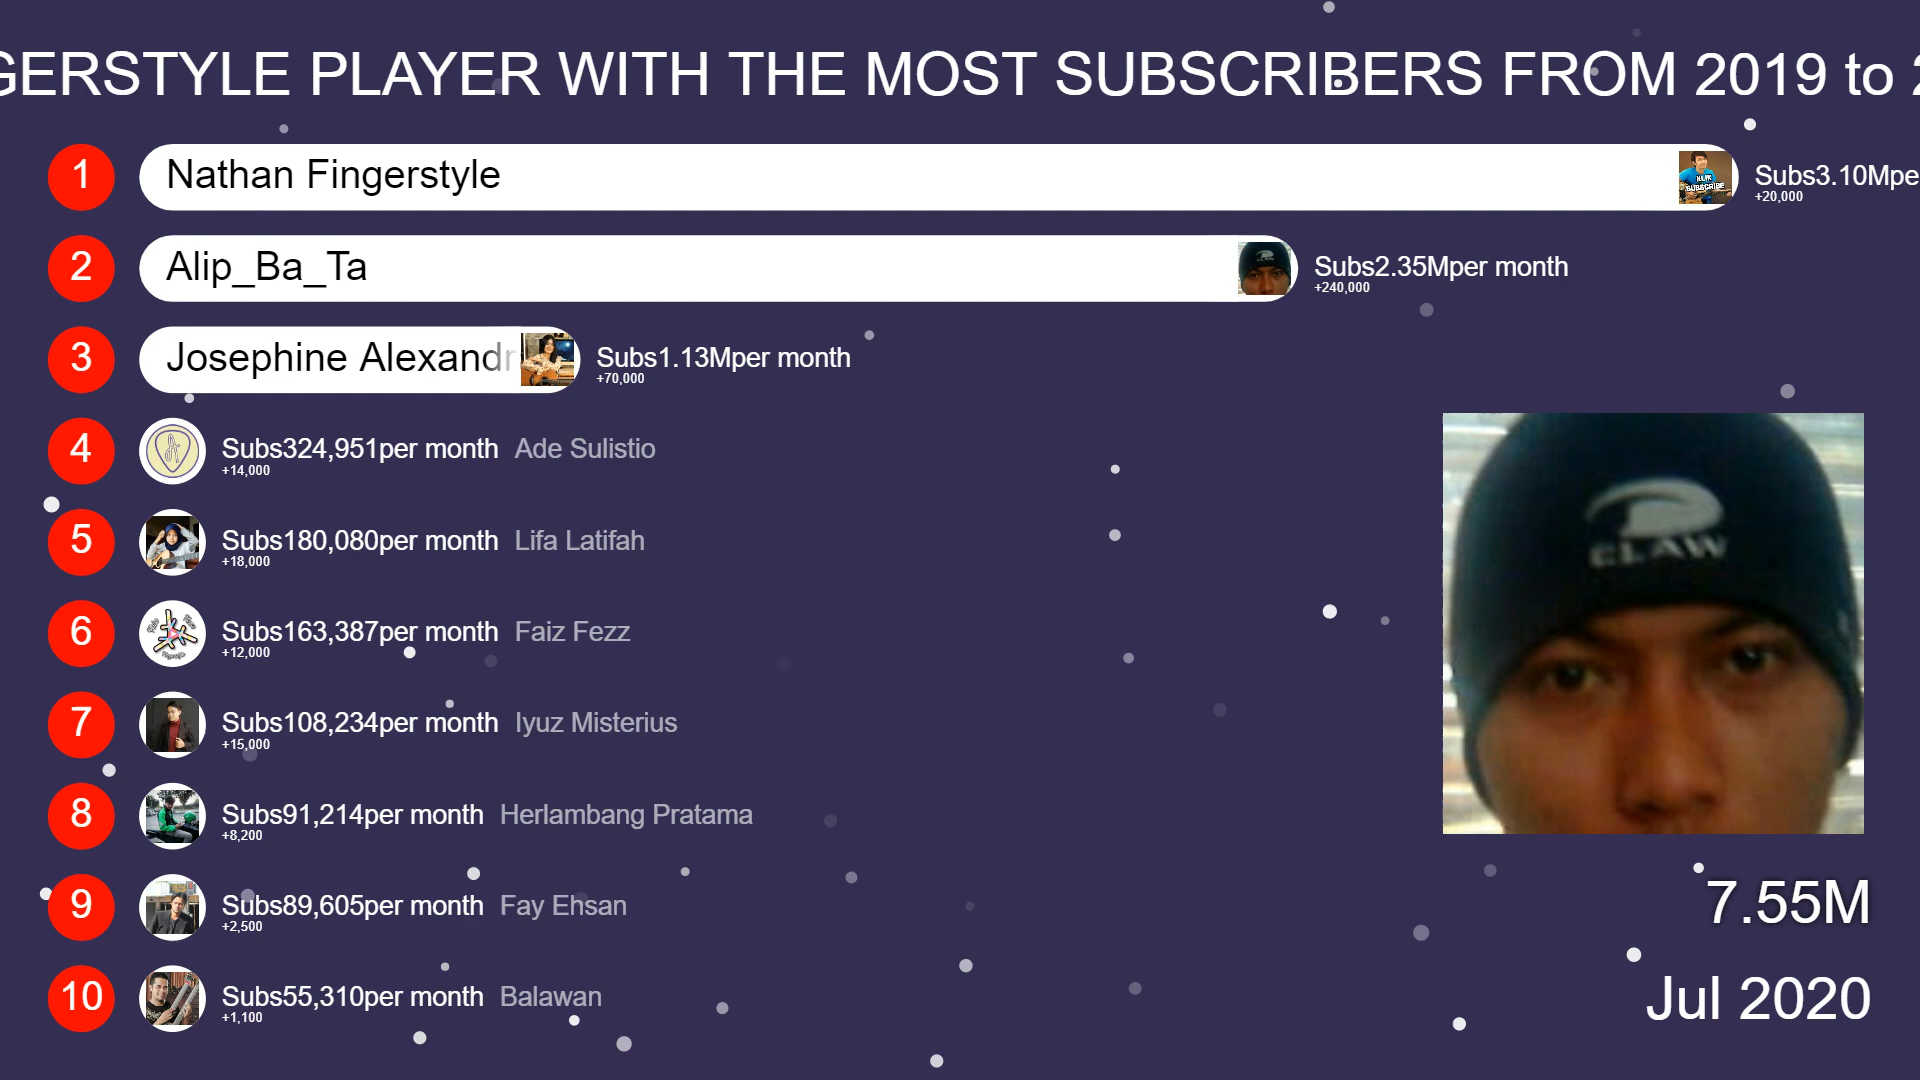 GERSTYLE PLAYER WITH THE MOST SUBSCRIBERS FROM 2019 to 2
1 Nathan Fingerstyle KLIK SUBSCRIBE Subs3.10Mpe
+20,000
2 Alip_Ba_Ta Subs2.35Mper month
+240,000
3 Josephine Alexandr Subs1.13Mper month
+70,000
4 Subs324,951per month Ade Sulistio
+14,000
5 Subs180,080per month Lifa Latifah
+18,000
6 Subs163,387per month Faiz Fezz
+12,000
7 Subs108,234per month Iyuz Misterius
+15,000
8 Subs91,214per month Herlambang Pratama
+8,200
9 Subs89,605per month Fay Ehsan
+2,500
10 Subs55,310per month Balawan
+1,100
CLAW
7.55M
Jul 2020